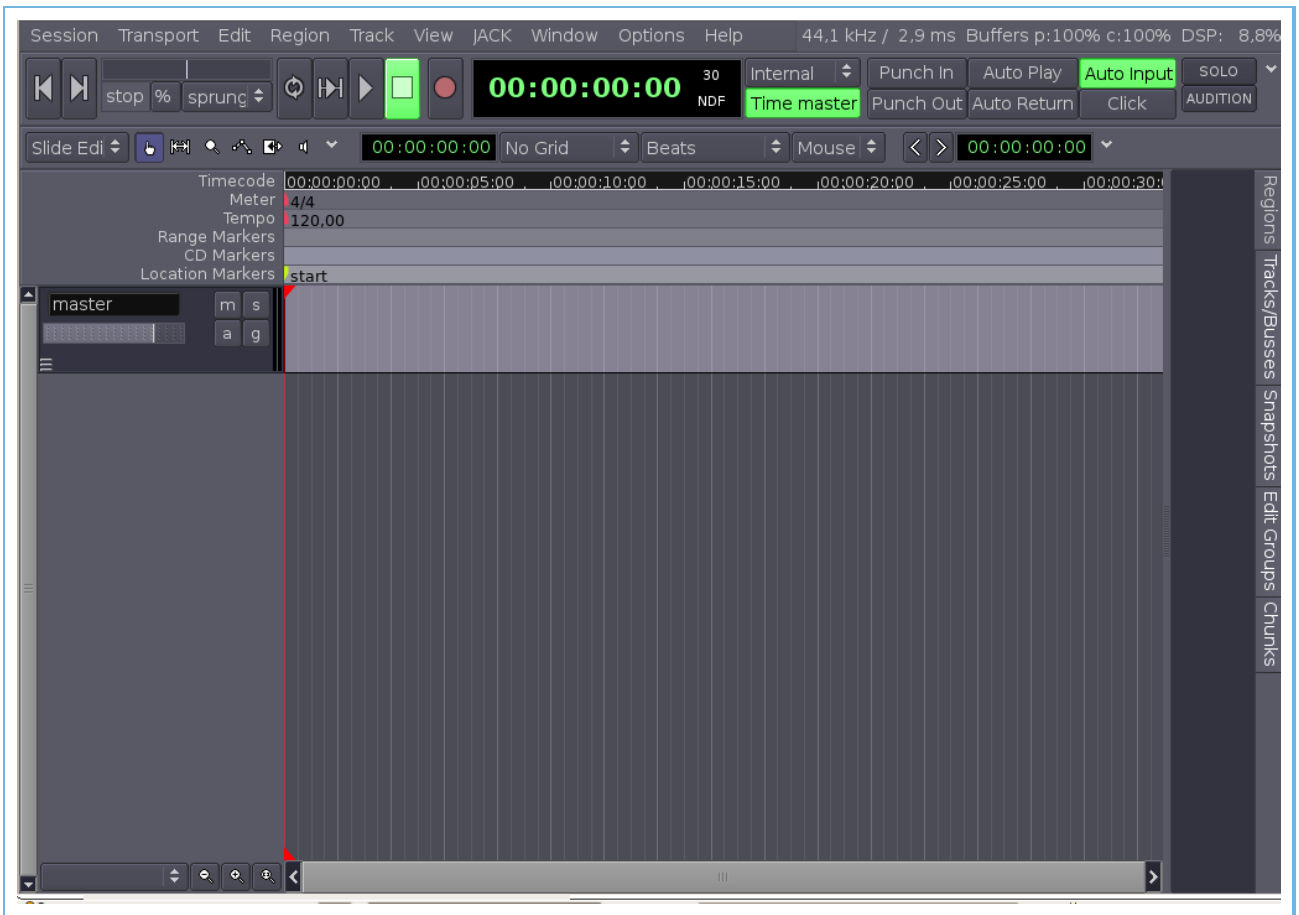 Session Transport Edit Region Track View JACK Window Options Help 44,1 kHz / 2,9 ms Buffers p:100% c:100% DSP: 8,8%
stop % sprung 00:00:00:00 30 NDF Internal Time master Punch In Punch Out Auto Play Auto Return Auto Input Click SOLO AUDITION
Slide Edi 00:00:00:00 No Grid Beats Mouse < > 00:00:00:00
Timecode 00:00:00:00 00:00:05:00 00:00:10:00 00:00:15:00 00:00:20:00 00:00:25:00 00:00:30:
Meter 4/4
Tempo 120,00
Range Markers
CD Markers
Location Markers start
master m s
a g
Regions
Tracks/Busses
Snapshots
Edit Groups
Chunks